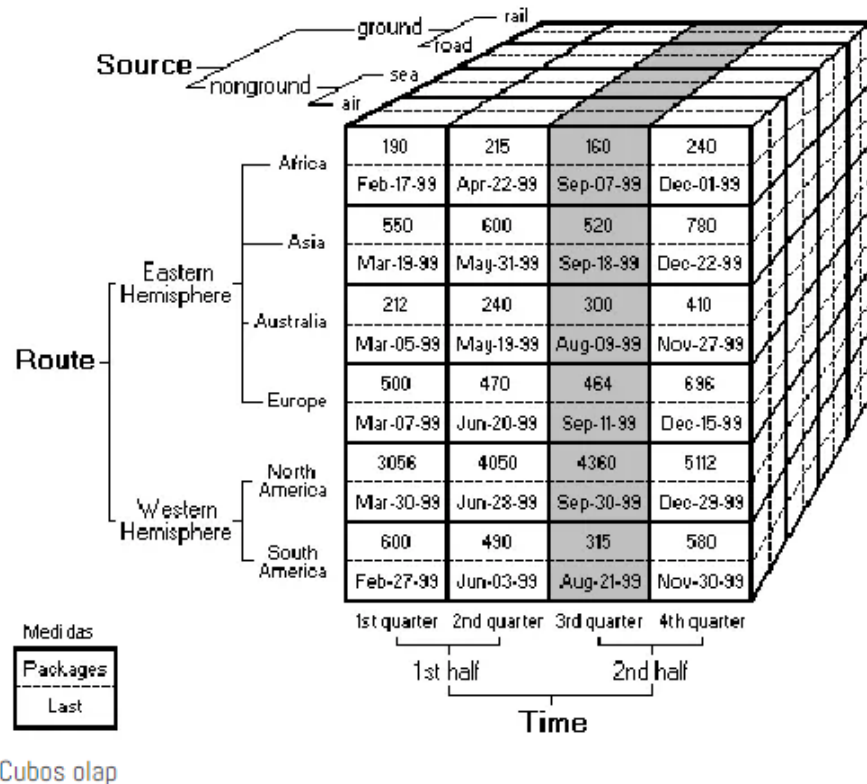 rail
ground
road
Source
sea
nonground
air
190 215 160 240
Africa
Feb-17-99 Apr-22-99 Sep-07-99 Dec-01-99
550 600 520 780
Asia
Mar-19-99 May-31-99 Sep-18-99 Dec-22-99
Eastern
Hemisphere
212 240 300 410
Australia
Mar-05-99 May-19-99 Aug-09-99 Nov-27-99
Route
500 470 464 696
Europe
Mar-07-99 Jun-20-99 Sep-11-99 Dec-15-99
3056 4050 4360 5112
North
America
Mar-30-99 Jun-28-99 Sep-30-99 Dec-29-99
Western
Hemisphere
600 490 315 580
South
America
Feb-27-99 Jun-03-99 Aug-21-99 Nov-30-99
1st quarter 2nd quarter 3rd quarter 4th quarter
Medidas
Packages
Last
1st half 2nd half
Time
Cubos olap